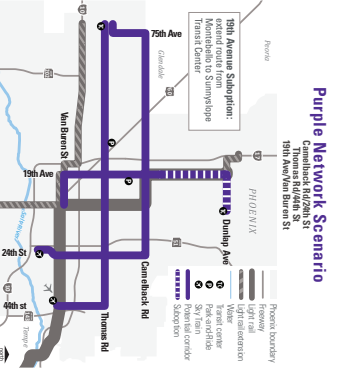 Purple Network Scenario
Camelback Rd/24th St
Thomas Rd/44th St
19th Ave/Van Buren St
19th Avenue Suboption:
extend route from
Montebello to Sunnyslope
Transit Center
Peoria
Glendale
75th Ave
Van Buren St
19th Ave
PHOENIX
Dunlap Ave
24th St
Camelback Rd
44th st
Thomas Rd
Tempe
Phoenix boundary
Freeway
Light rail
Light rail extension
Water
Transit center
Park-and-Ride
Sky Train
Potential corridor
Suboption